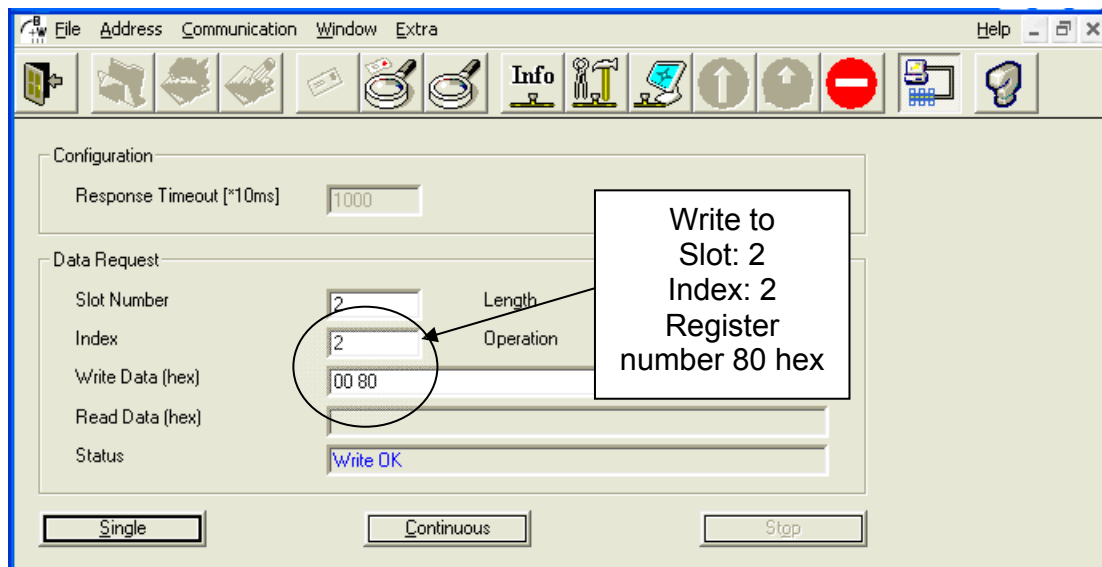 File Address Communication Window Extra Help
Info
Configuration
Response Timeout [*10ms] 1000
Data Request
Slot Number 2 Length
Index 2 Operation
Write Data (hex) 00 80
Read Data (hex)
Status Write OK
Write to
Slot: 2
Index: 2
Register
number 80 hex
Single Continuous Stop